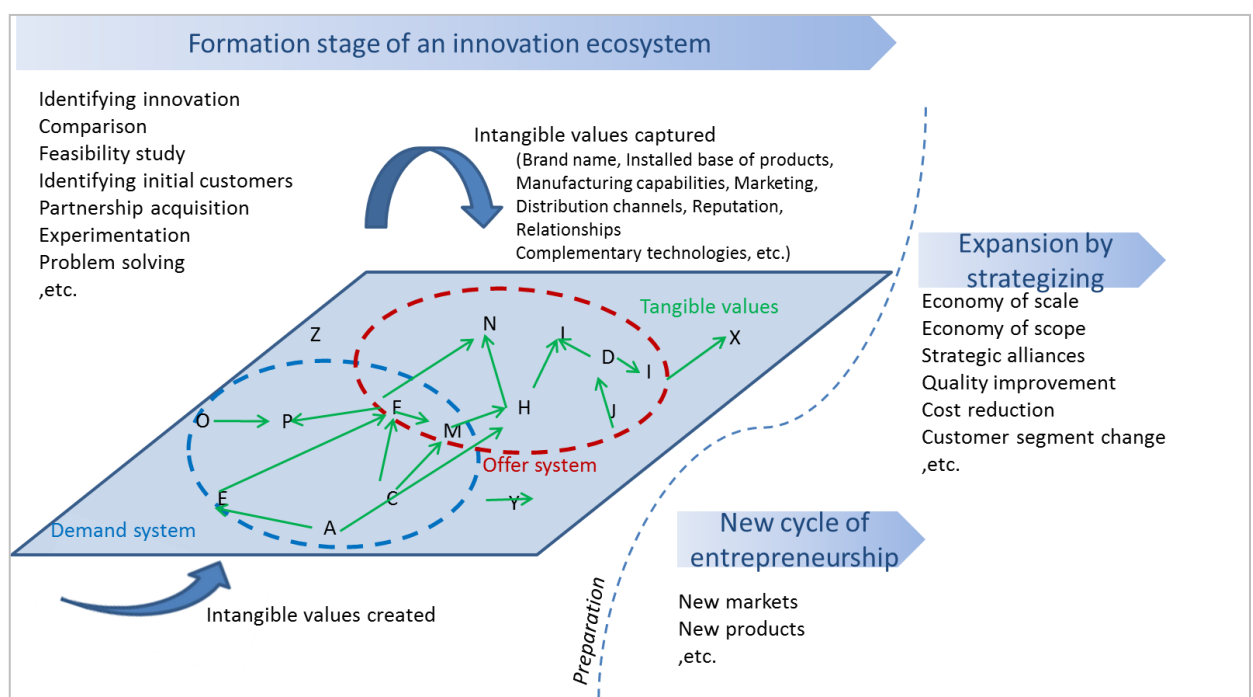 Formation stage of an innovation ecosystem
Identifying innovation
Comparison
Feasibility study
Identifying initial customers
Partnership acquisition
Experimentation
Problem solving
,etc.
Intangible values captured
(Brand name, Installed base of products,
Manufacturing capabilities, Marketing,
Distribution channels, Reputation,
Relationships
Complementary technologies, etc.)
Expansion by
strategizing
Economy of scale
Economy of scope
Strategic alliances
Quality improvement
Cost reduction
Customer segment change
,etc.
Tangible values
Z
N
L
X
D
I
O
P
F
H
J
M
Offer system
E
C
Y
Demand system
A
Intangible values created
Preparation
New cycle of
entrepreneurship
New markets
New products
,etc.